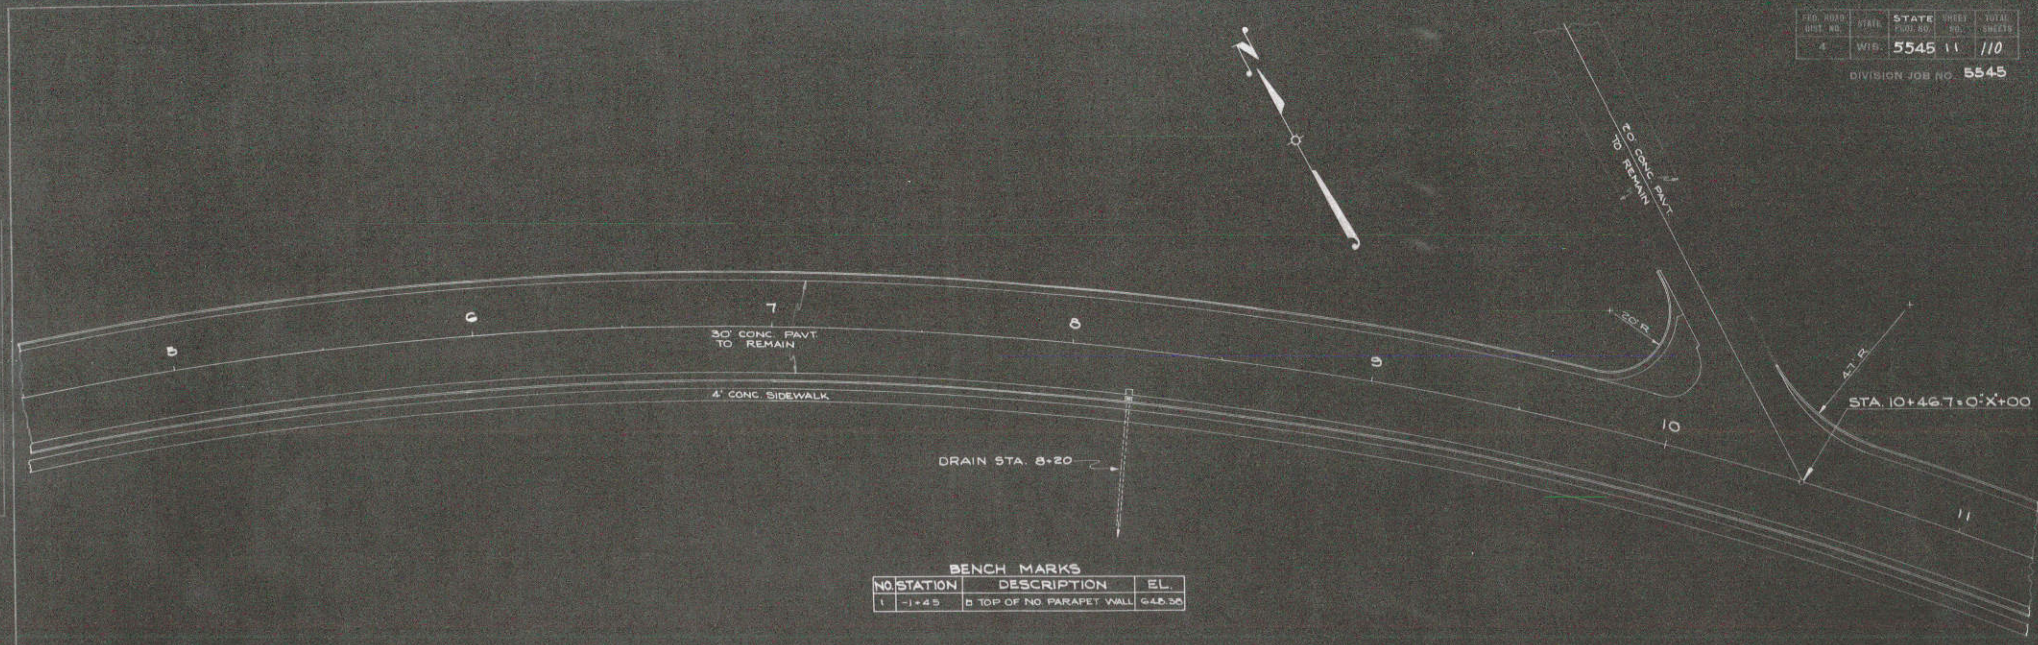 FED. ROAD DIST. NO. STATE STATE PROJ. NO. SHEET NO. TOTAL SHEETS
4 WIS. 5545 11 110
DIVISION JOB NO. 5545
N
20' CONC. PAVT.
TO REMAIN
5
6
7
8
9
10
11
30' CONC. PAVT.
TO REMAIN
4' CONC. SIDEWALK
20' R.
47' R.
STA. 10+46.7=0"X"+00
DRAIN STA. 8+20
BENCH MARKS
NO. STATION DESCRIPTION EL.
1 -1+45 TOP OF NO. PARAPET WALL 648.38